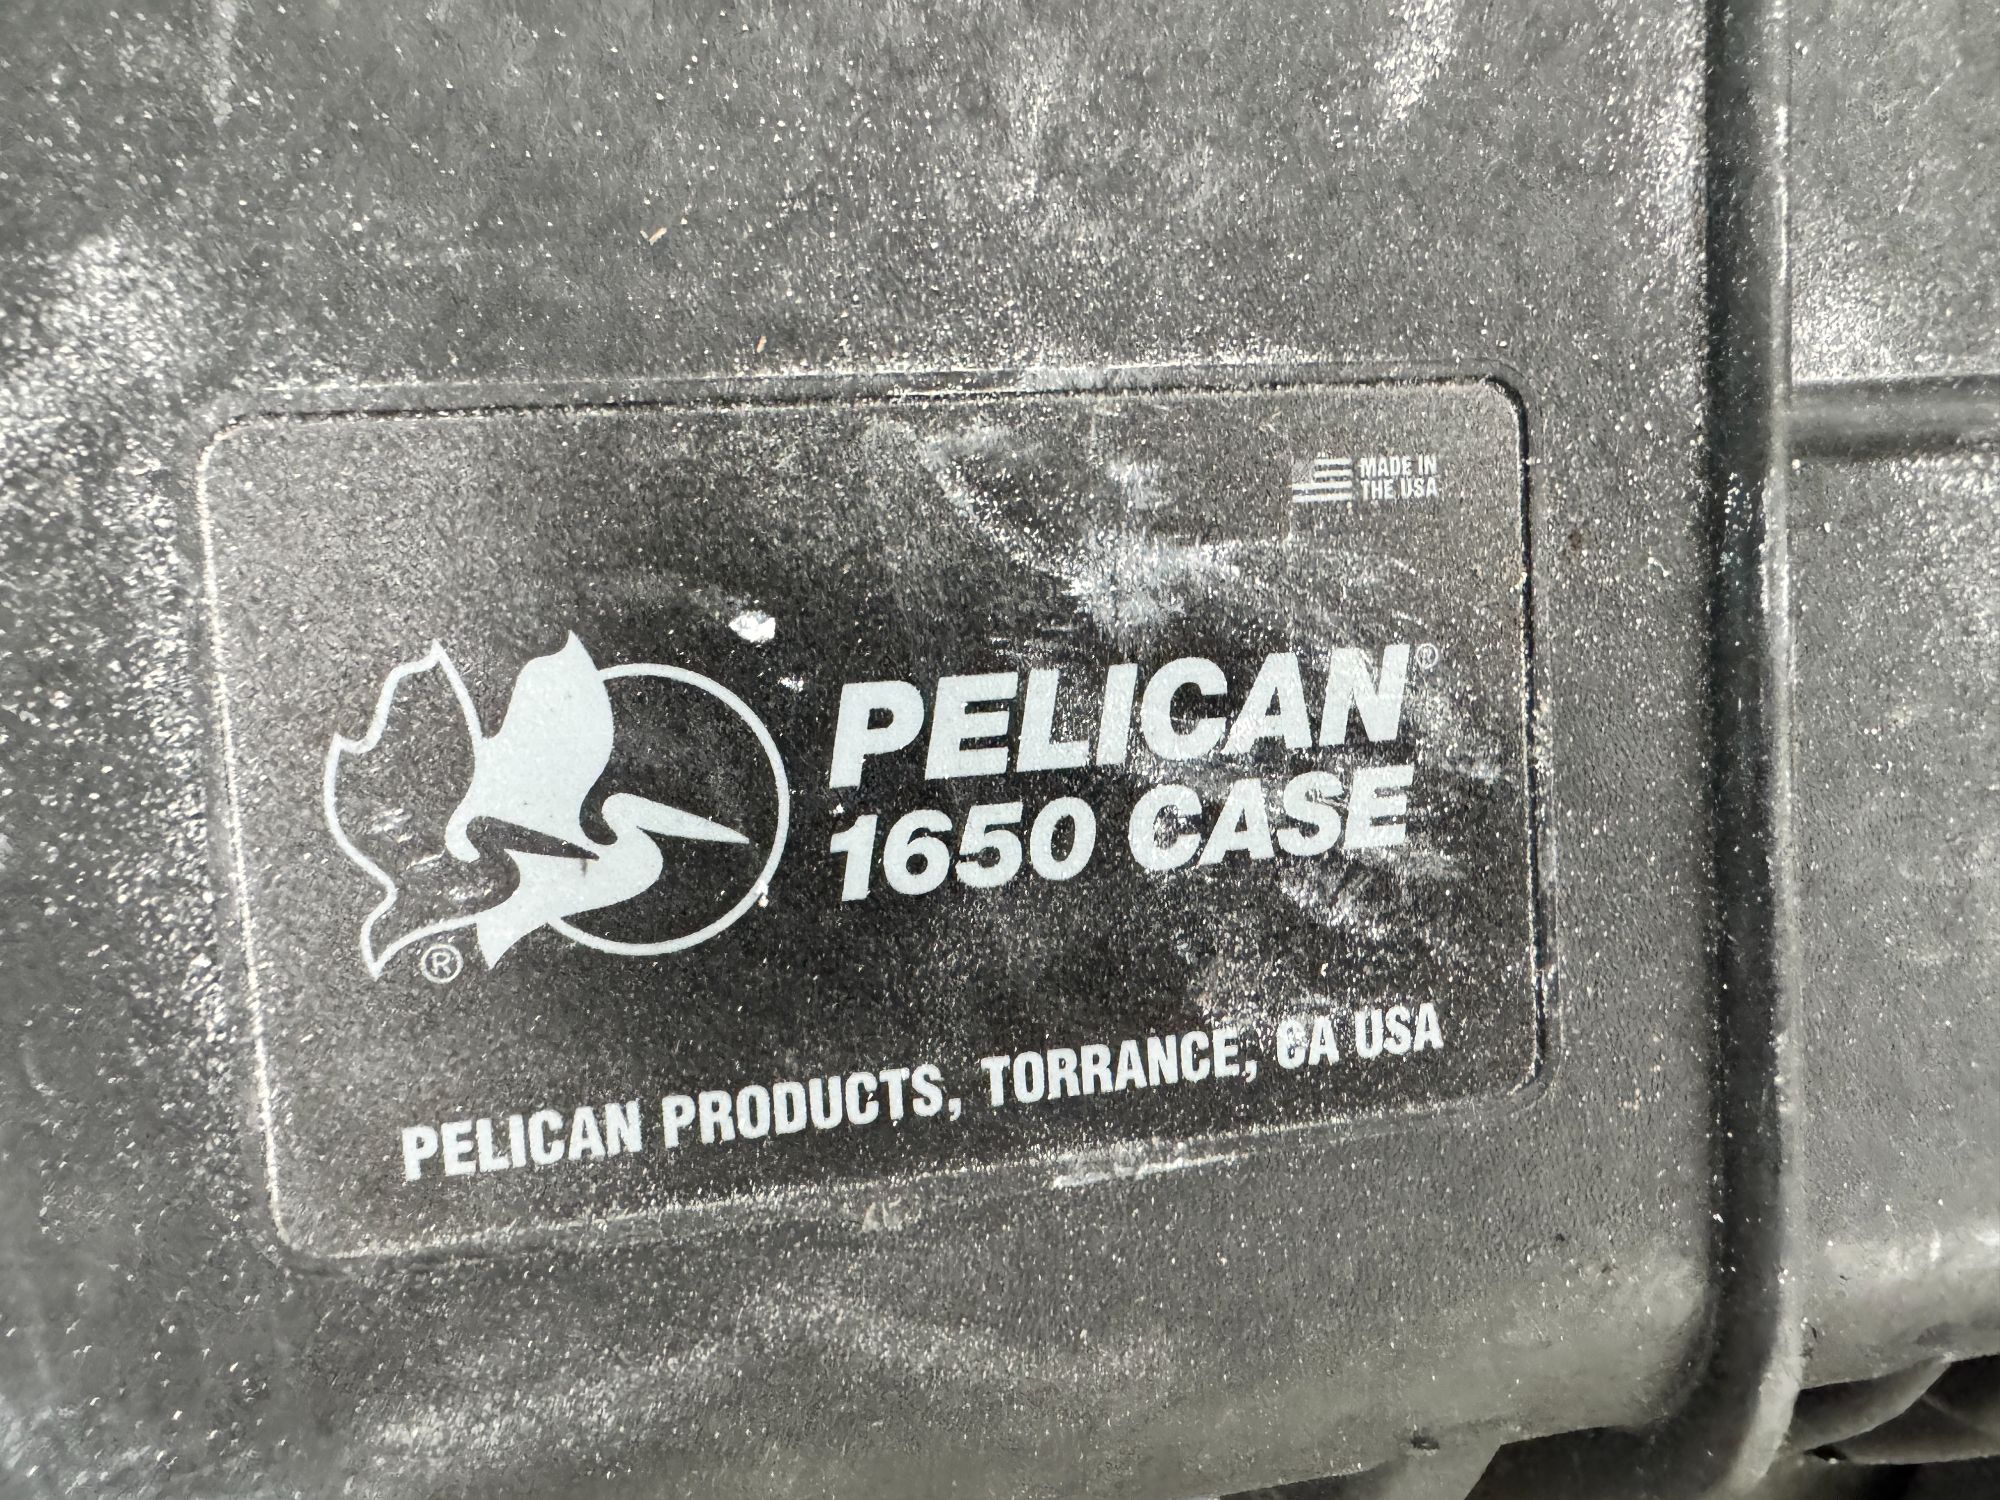 MADE IN
THE USA
PELICAN®
1650 CASE
®
PELICAN PRODUCTS, TORRANCE, CA USA